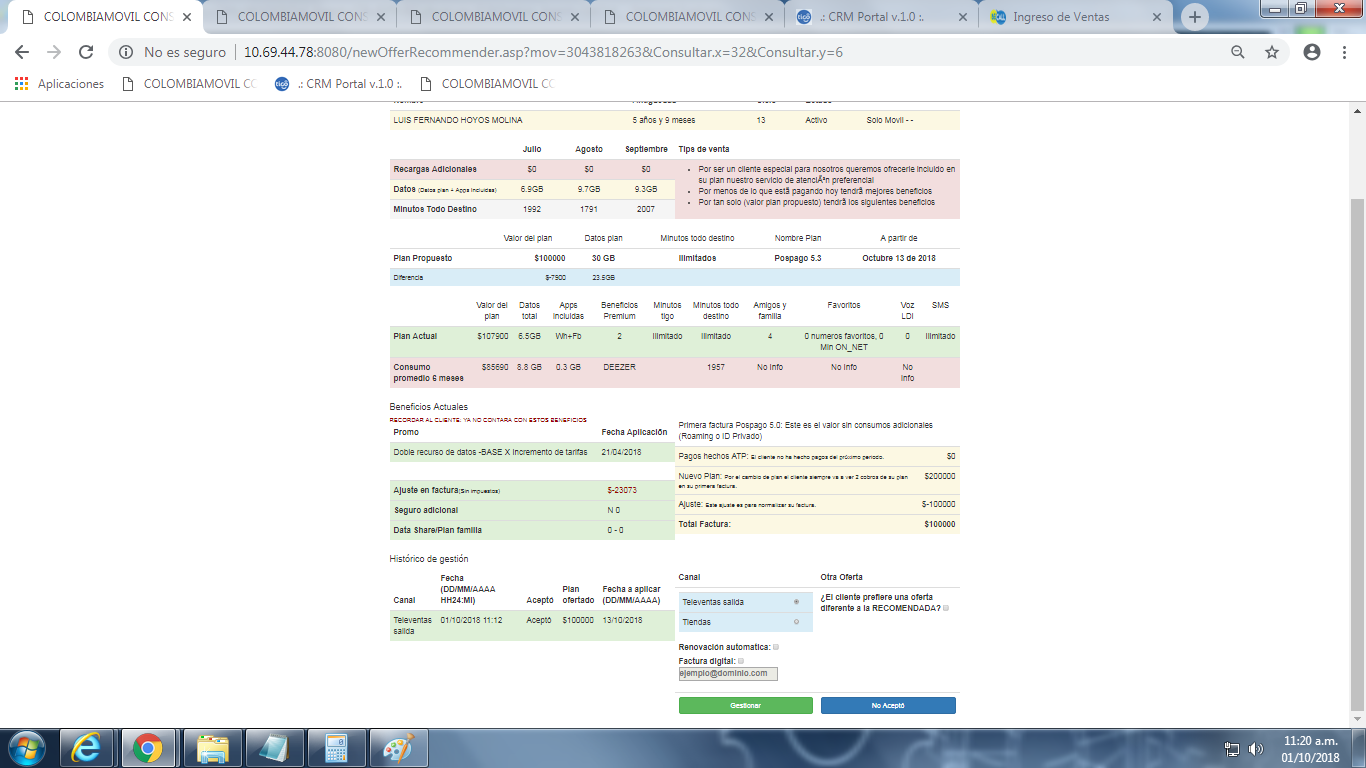 COLOMBIAMOVIL CONS
COLOMBIAMOVIL CONS
COLOMBIAMOVIL CONS
COLOMBIAMOVIL CONS
tigo
.: CRM Portal v.1.0 :.
Ingreso de Ventas
No es seguro
10.69.44.78:8080/newOfferRecommender.asp?mov=3043818263&Consultar.x=32&Consultar.y=6
Aplicaciones
COLOMBIAMOVIL CO
tigo
.: CRM Portal v.1.0 :.
COLOMBIAMOVIL CO
LUIS FERNANDO HOYOS MOLINA 5 años y 9 meses 13 Activo Solo Movil - -
Julio Agosto Septiembre Tips de venta
Recargas Adicionales $0 $0 $0
Datos (Datos plan + Apps incluidas) 6.9GB 9.7GB 9.3GB
Minutos Todo Destino 1992 1791 2007
Por ser un cliente especial para nosotros queremos ofrecerle incluido en
su plan nuestro servicio de atenciÃ³n preferencial
Por menos de lo que está pagando hoy tendrá mejores beneficios
Por tan solo (valor plan propuesto) tendrá los siguientes beneficios
Valor del plan Datos plan Minutos todo destino Nombre Plan A partir de
Plan Propuesto $100000 30 GB Ilimitados Pospago 5.3 Octubre 13 de 2018
Diferencia $-7900 23.5GB
Valor del plan Datos total Apps incluidas Beneficios Premium Minutos tigo Minutos todo destino Amigos y familia Favoritos Voz LDI SMS
Plan Actual $107900 6.5GB Wh+Fb 2 Ilimitado Ilimitado 4 0 numeros favoritos, 0 Min ON_NET 0 Ilimitado
Consumo promedio 6 meses $85690 8.8 GB 0.3 GB DEEZER 1957 No info No info No info
Beneficios Actuales
RECORDAR AL CLIENTE: YA NO CONTARA CON ESTOS BENEFICIOS
Promo Fecha Aplicación
Doble recurso de datos -BASE X Incremento de tarifas 21/04/2018
Ajuste en factura(Sin impuestos) $-23073
Seguro adicional N 0
Data Share/Plan familia 0 - 0
Primera factura Pospago 5.0: Este es el valor sin consumos adicionales
(Roaming o ID Privado)
Pagos hechos ATP: El cliente no ha hecho pagos del próximo periodo. $0
Nuevo Plan: Por el cambio de plan el cliente siempre va a ver 2 cobros de su plan $200000
en su primera factura.
Ajuste: Este ajuste es para normalizar su factura. $-100000
Total Factura: $100000
Histórico de gestión
Canal Fecha (DD/MM/AAAA HH24:MI) Aceptó Plan ofertado Fecha a aplicar (DD/MM/AAAA)
Televentas salida 01/10/2018 11:12 Aceptó $100000 13/10/2018
Canal Otra Oferta
Televentas salida
Tiendas
¿El cliente prefiere una oferta
diferente a la RECOMENDADA?
Renovación automatica:
Factura digital:
ejemplo@dominio.com
Gestionar No Aceptó
11:20 a.m.
01/10/2018